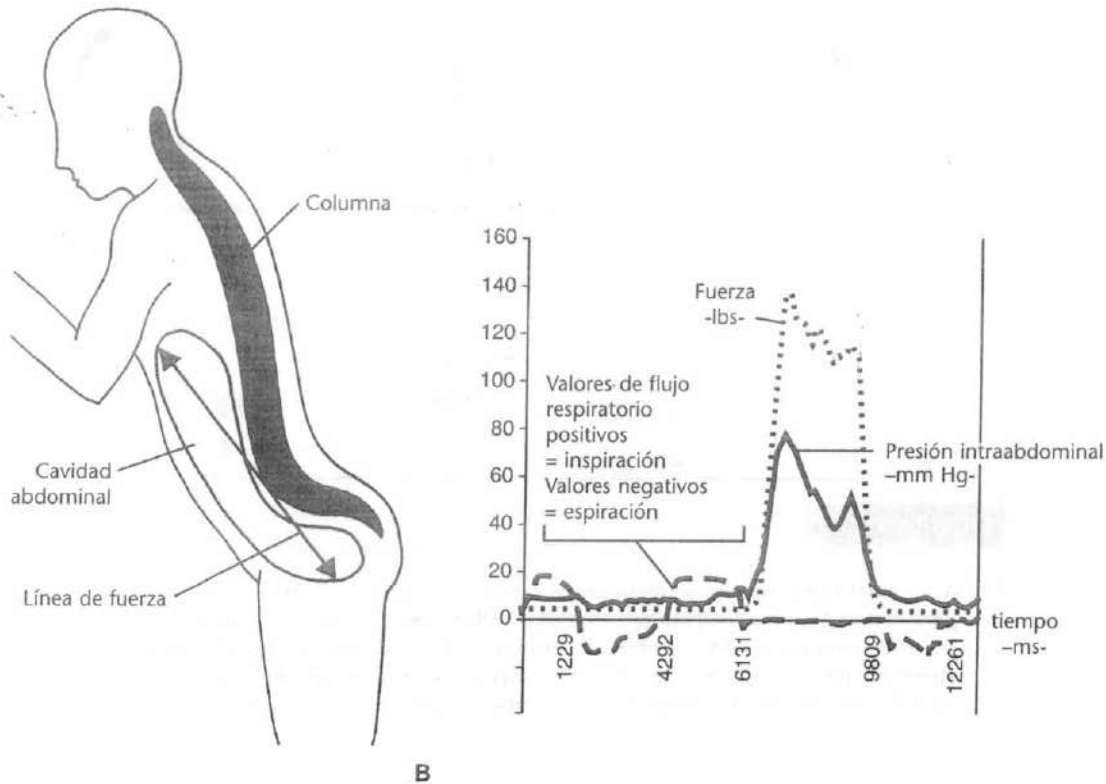 Columna
Cavidad
abdominal
Línea de fuerza
B
160
140
120
100
80
60
40
20
0
Fuerza
-lbs-
Valores de flujo
respiratorio
positivos
= inspiración
Valores negativos
= espiración
Presión intraabdominal
–mm Hg-
tiempo
–ms-
1229
4292
6131
9809
12261